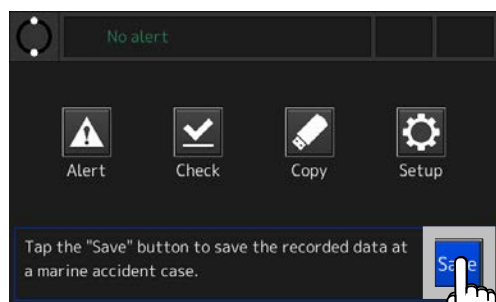 No alert
Alert Check Copy Setup
Tap the "Save" button to save the recorded data at
a marine accident case.
Save